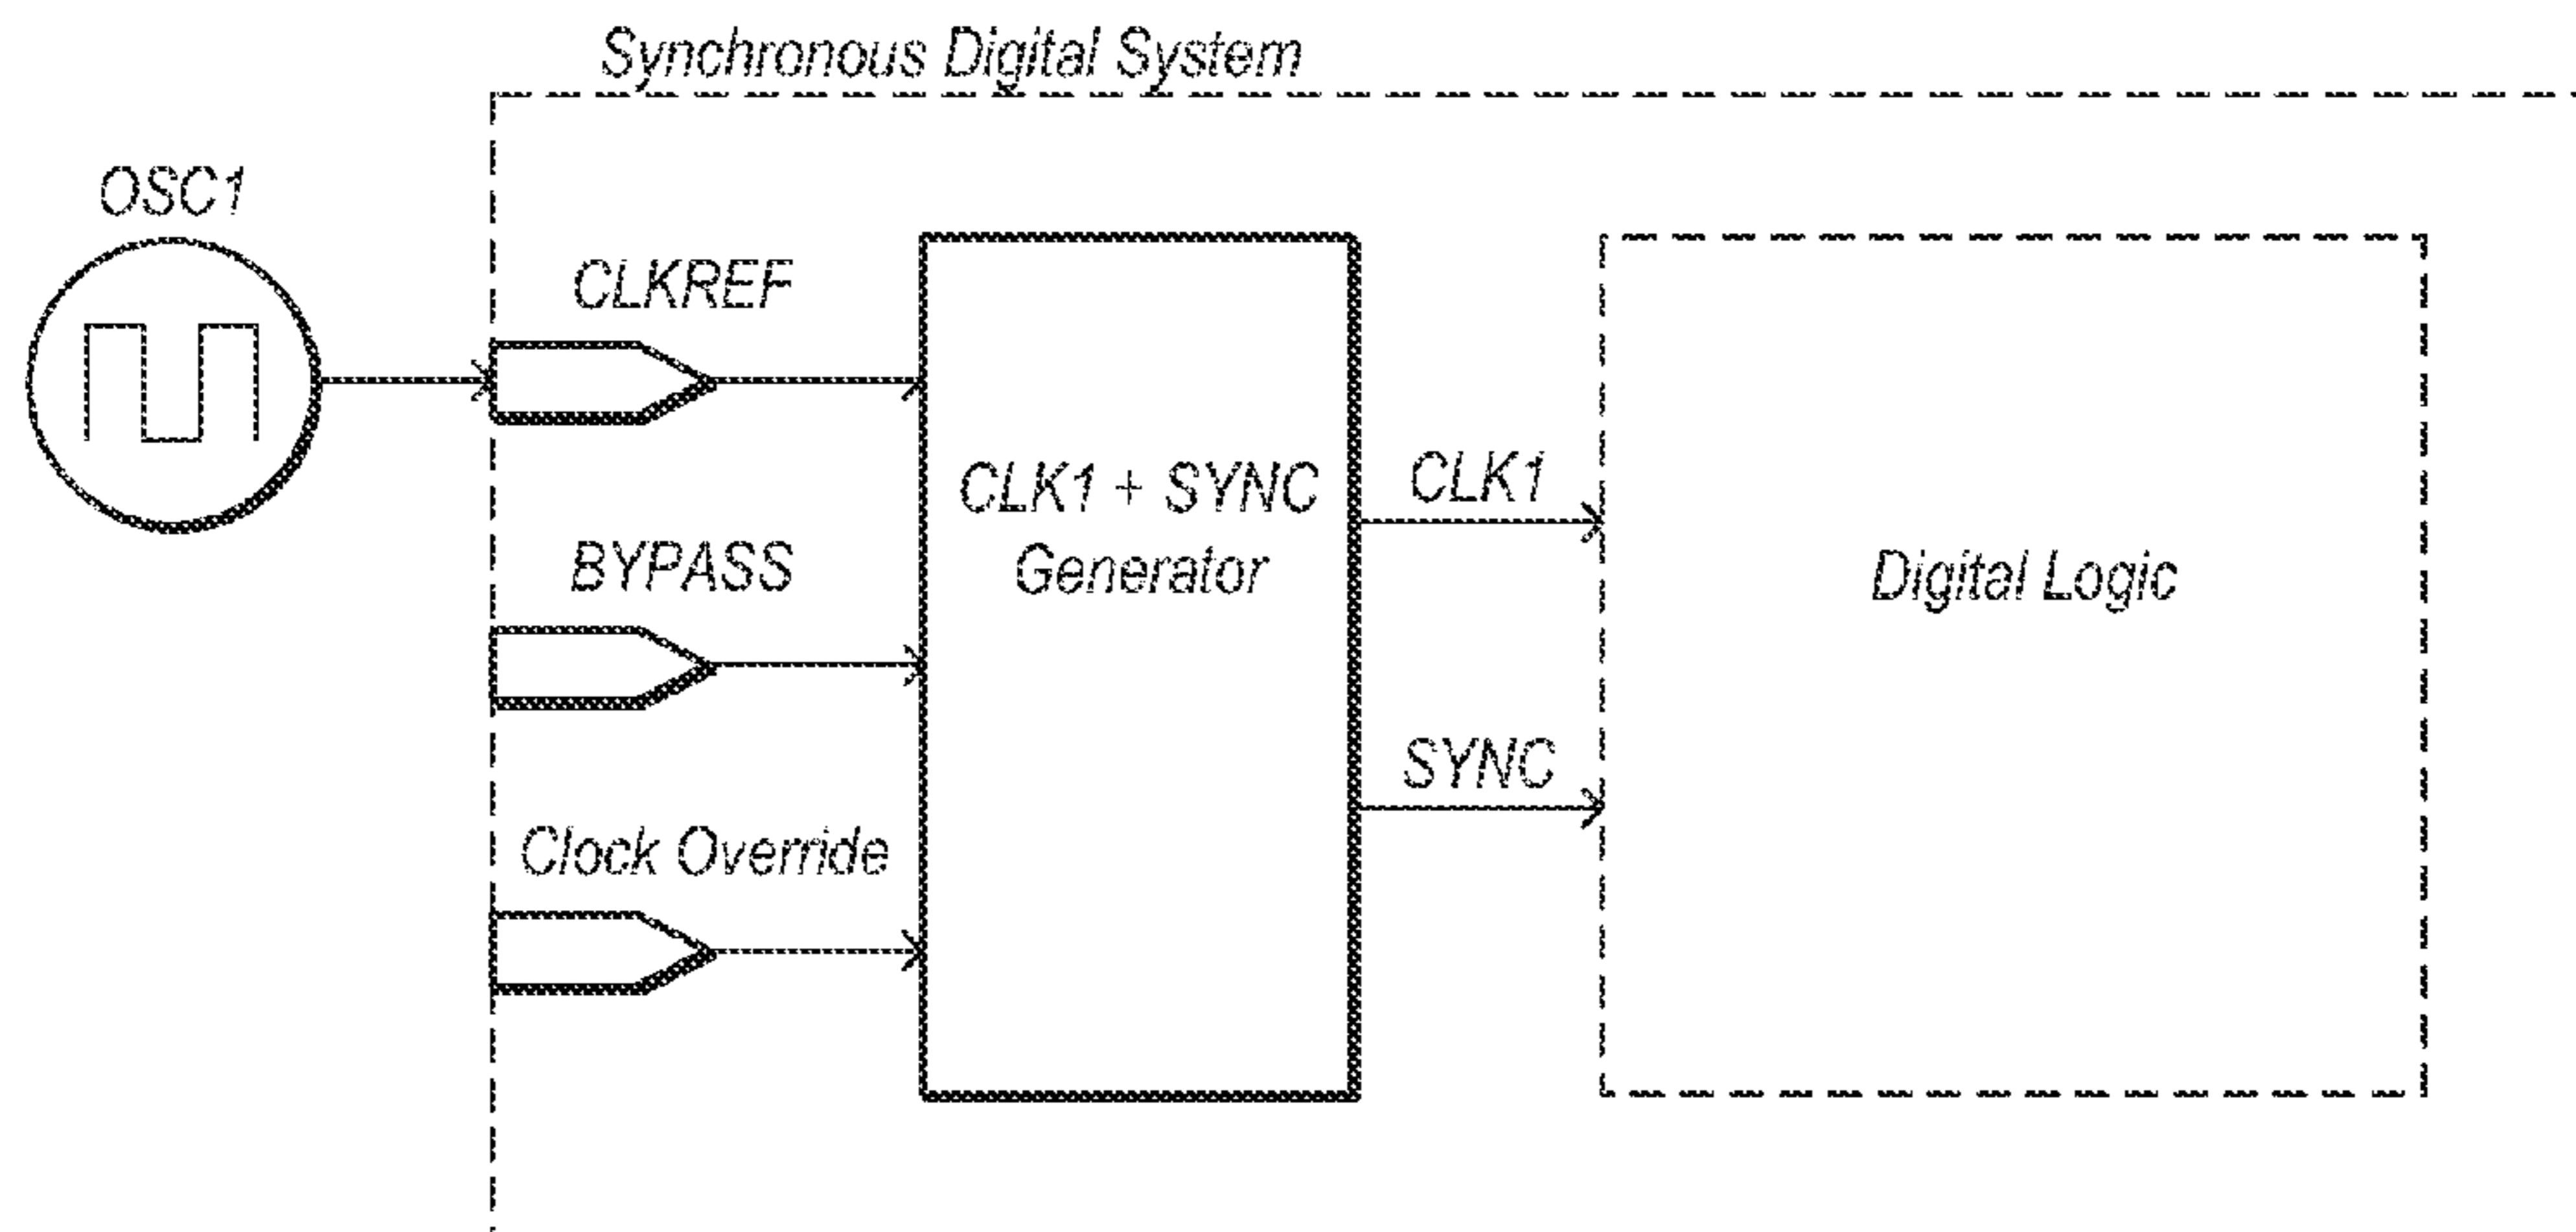 Synchronous Digital System
OSC1
CLKREF
CLK1 + SYNC
Generator
CLK1
BYPASS
Digital Logic
SYNC
Clock Override